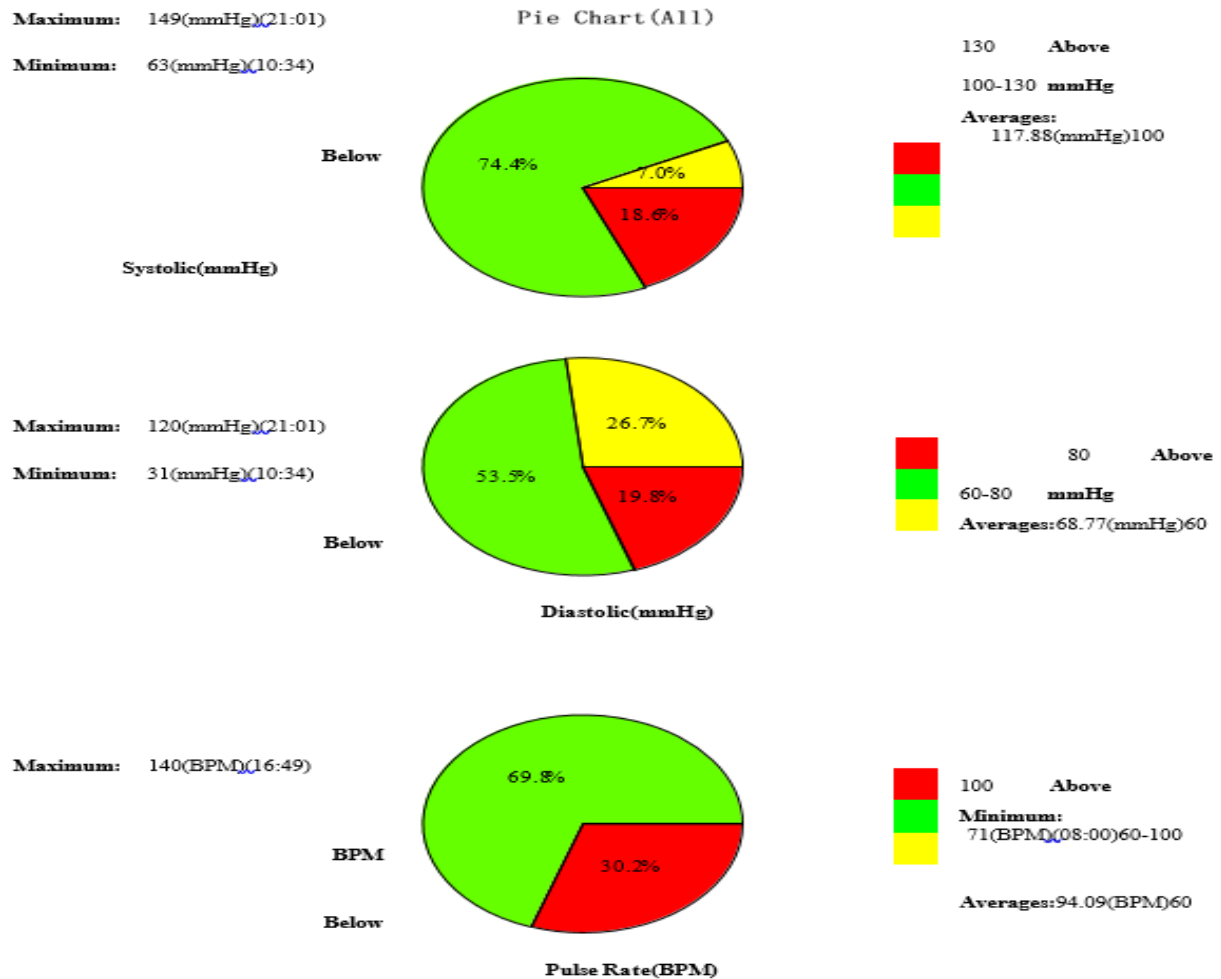 Pie Chart(All)
Maximum: 149(mmHg)(21:01)
Minimum: 63(mmHg)(10:34)
130 Above
100-130 mmHg
Averages:
117.88(mmHg)100
Below
74.4%
7.0%
18.6%
Systolic(mmHg)
Maximum: 120(mmHg)(21:01)
Minimum: 31(mmHg)(10:34)
26.7%
53.5%
19.8%
80 Above
60-80 mmHg
Averages:68.77(mmHg)60
Below
Diastolic(mmHg)
Maximum: 140(BPM)(16:49)
69.8%
30.2%
100 Above
Minimum:
71(BPM)(08:00)60-100
BPM
Averages:94.09(BPM)60
Below
Pulse Rate(BPM)